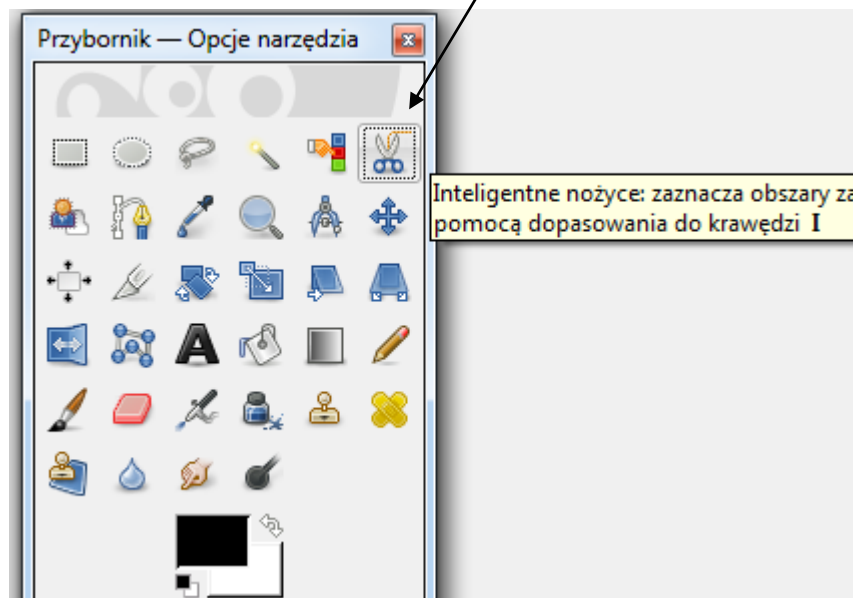 Przybornik — Opcje narzędzia
Inteligentne nożyce: zaznacza obszary za
pomocą dopasowania do krawędzi I